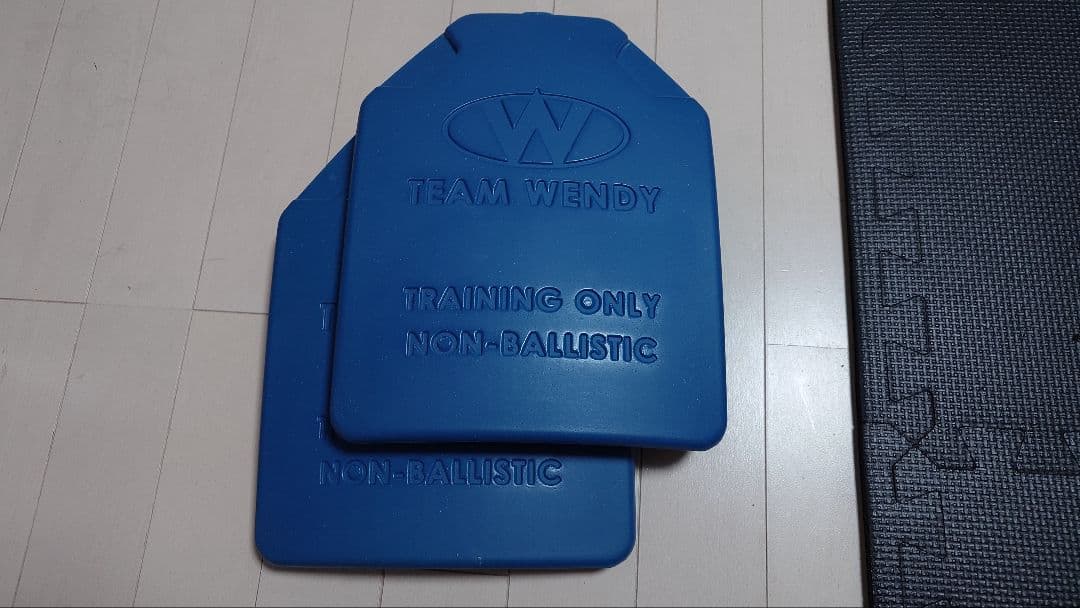 W
TEAM WENDY
TRAINING ONLY
NON-BALLISTIC
T
T
NON-BALLISTIC